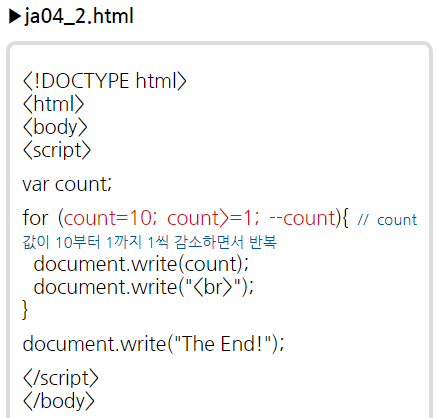 ▶ja04_2.html
<!DOCTYPE html>
<html>
<body>
<script>
var count;
for (count=10; count>=1; --count){ // count
값이 10부터 1까지 1씩 감소하면서 반복
document.write(count);
document.write("<br>");
}
document.write("The End!");
</script>
</body>